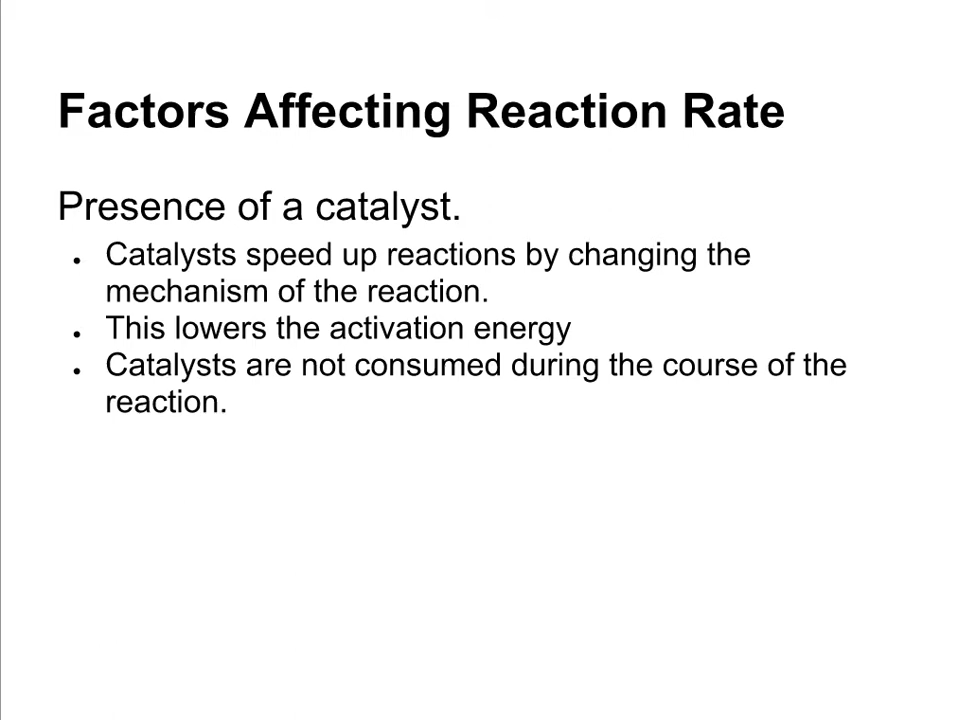 Factors Affecting Reaction Rate
Presence of a catalyst.
• Catalysts speed up reactions by changing the
mechanism of the reaction.
• This lowers the activation energy
• Catalysts are not consumed during the course of the
reaction.